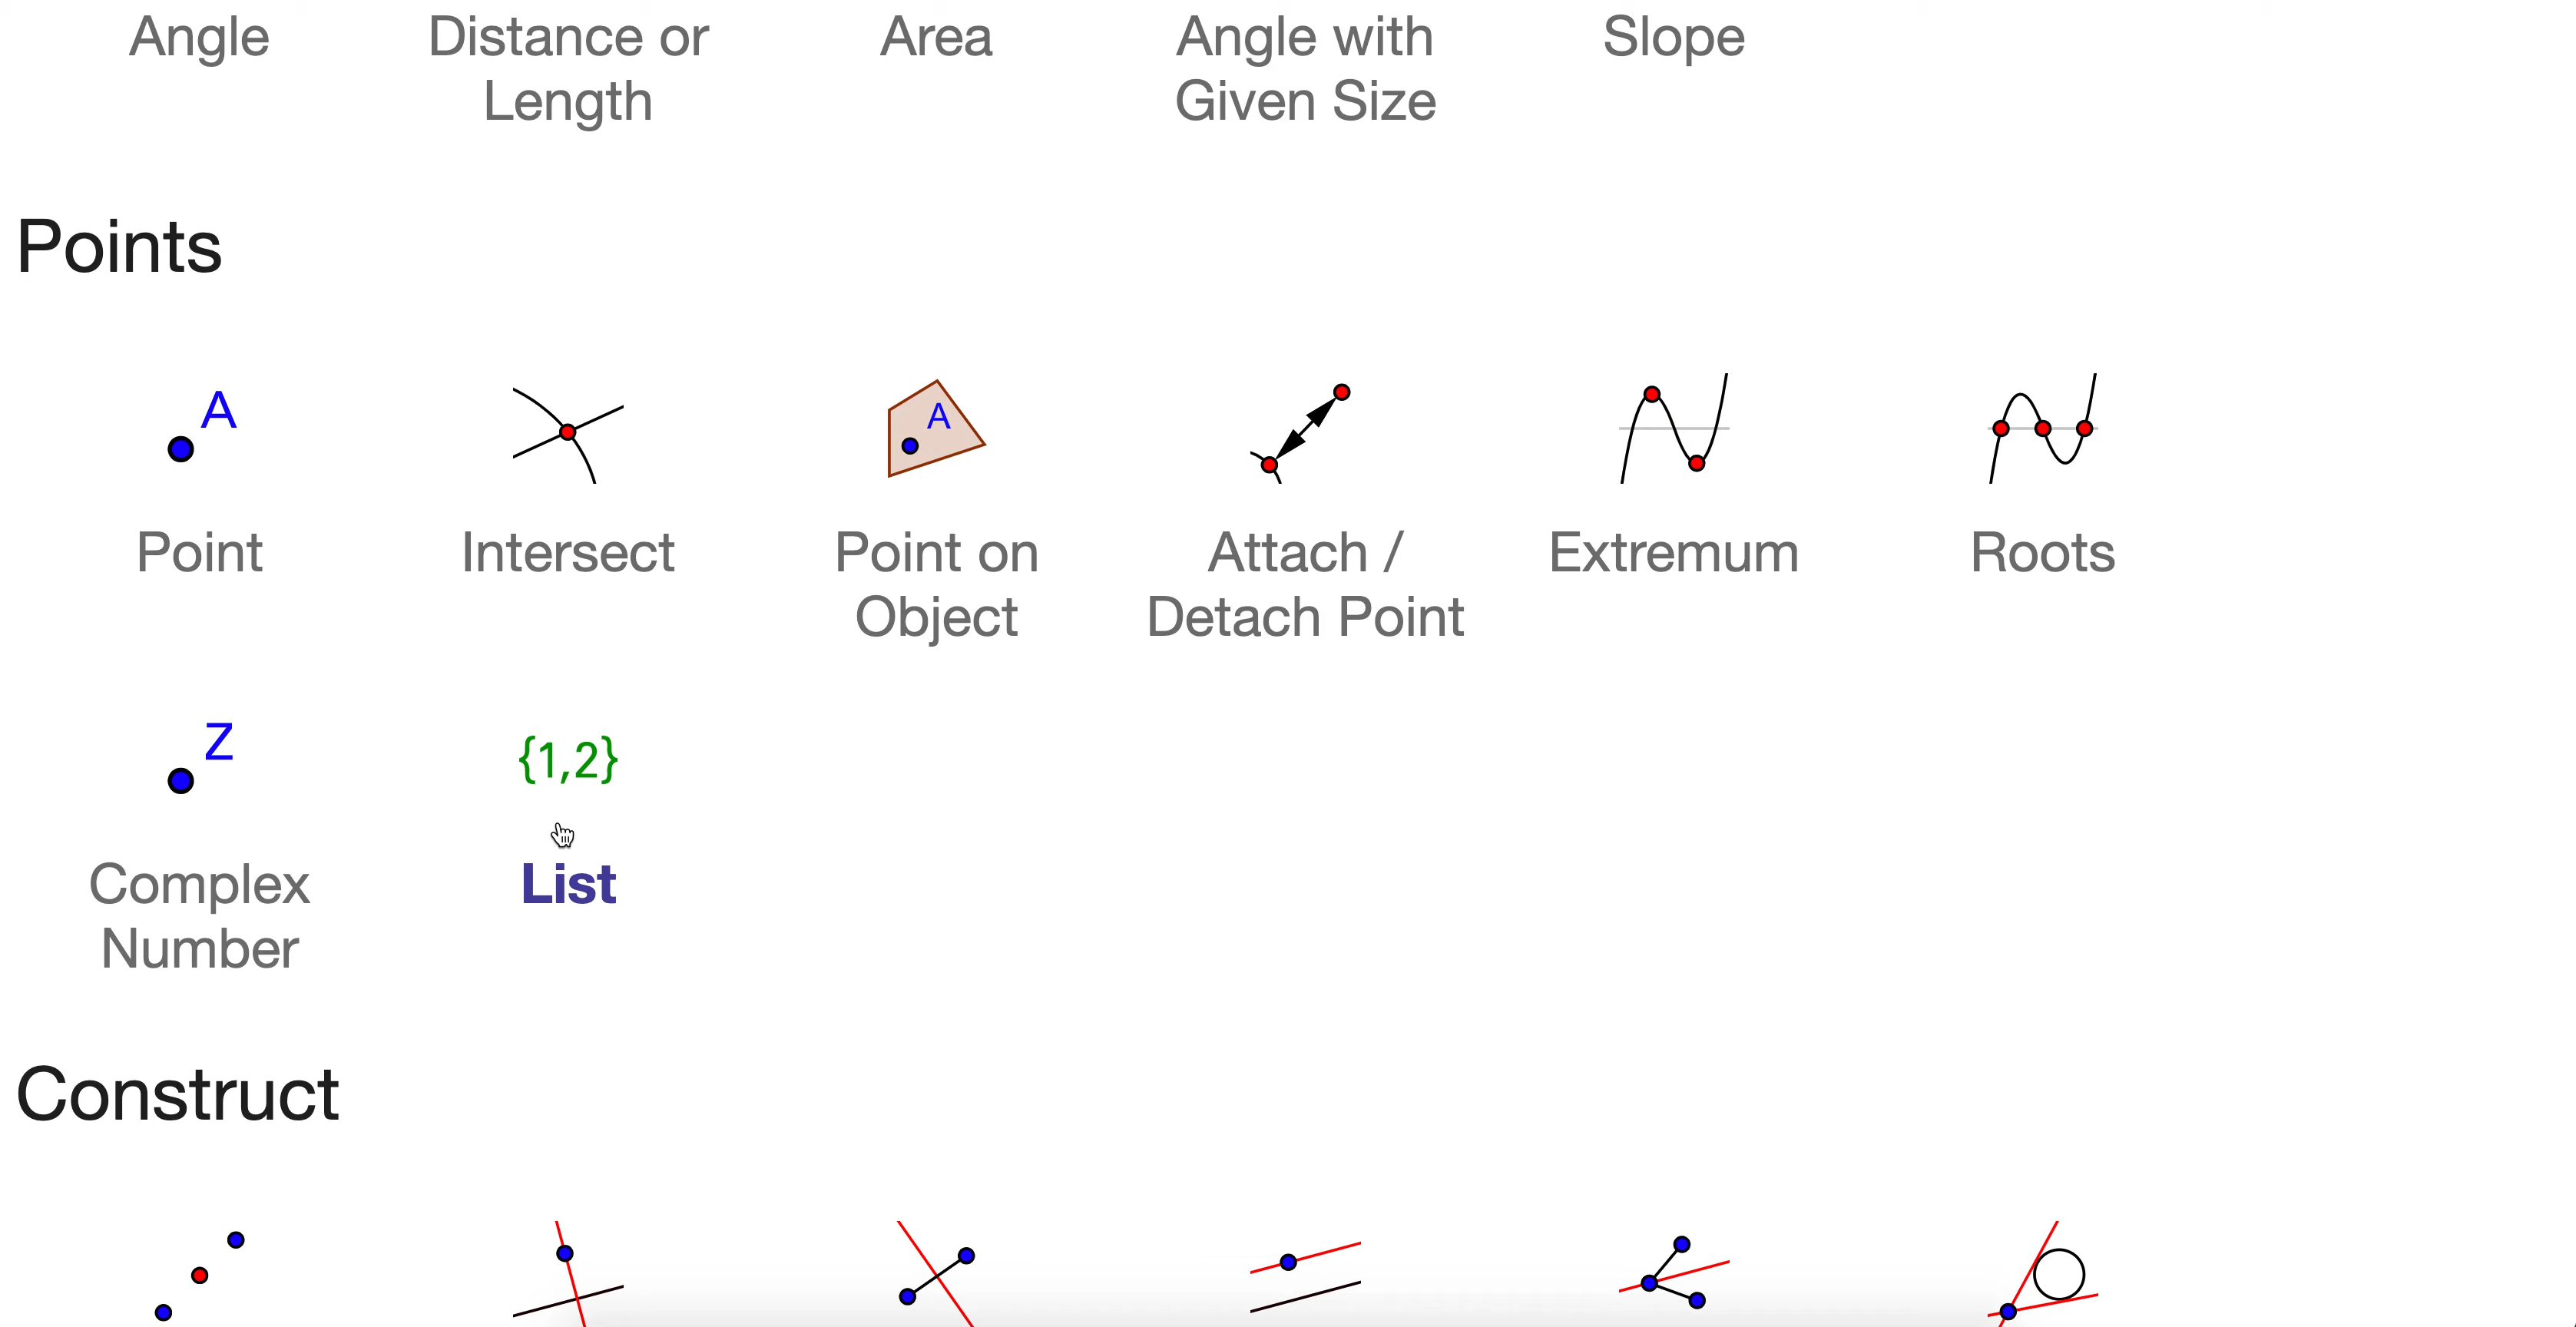 Angle
Distance or
Length
Area
Angle with
Given Size
Slope
Points
A
Point
Intersect
A
Point on
Object
Attach /
Detach Point
Extremum
Roots
Z
Complex
Number
{1,2}
List
Construct